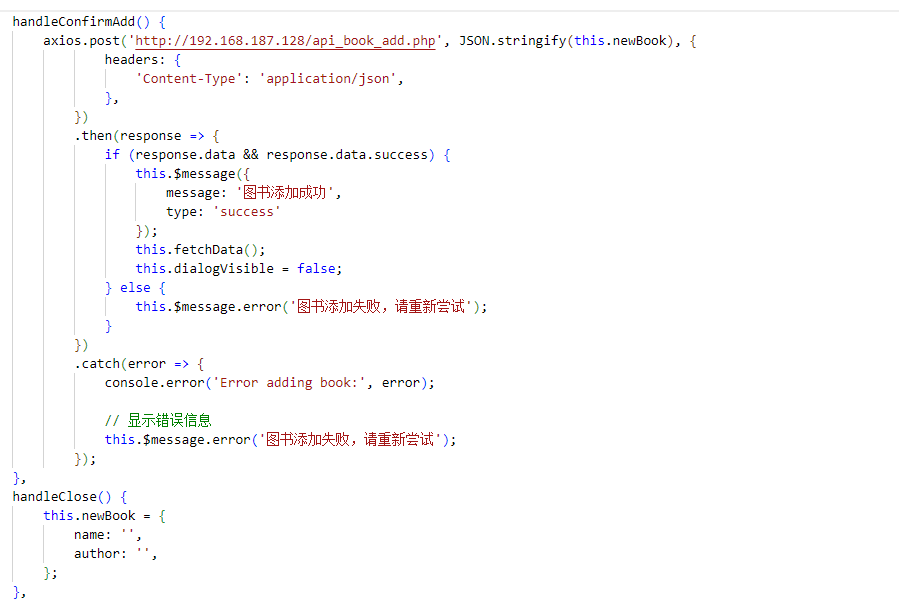 handleConfirmAdd() {
axios.post('http://192.168.187.128/api_book_add.php', JSON.stringify(this.newBook), {
headers: {
'Content-Type': 'application/json',
},
})
.then(response => {
if (response.data && response.data.success) {
this.$message({
message: '图书添加成功',
type: 'success'
});
this.fetchData();
this.dialogVisible = false;
} else {
this.$message.error('图书添加失败，请重新尝试');
}
})
.catch(error => {
console.error('Error adding book:', error);
// 显示错误信息
this.$message.error('图书添加失败，请重新尝试');
});
},
handleClose() {
this.newBook = {
name: '',
author: '',
};
},